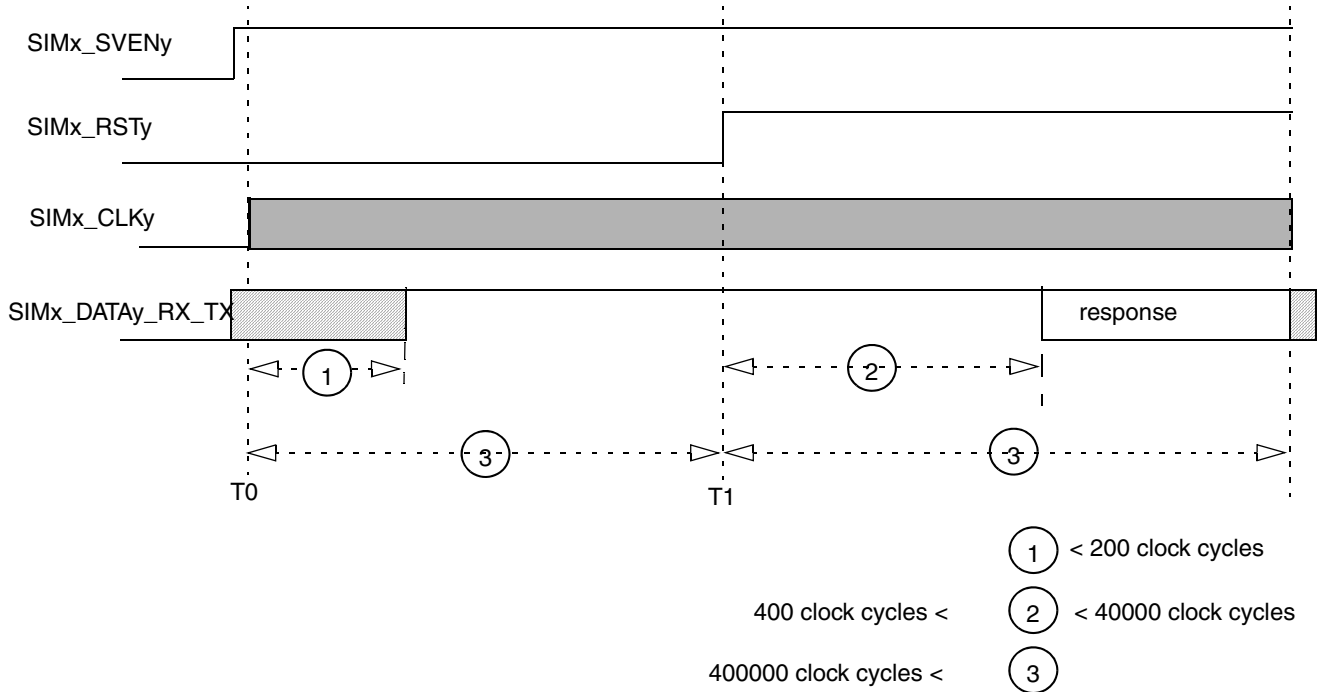 SIMx_SVENy
SIMx_RSTy
SIMx_CLKy
SIMx_DATAy_RX_TX
response
1
2
3
3
T0
T1
1 < 200 clock cycles
400 clock cycles < 2 < 40000 clock cycles
400000 clock cycles < 3